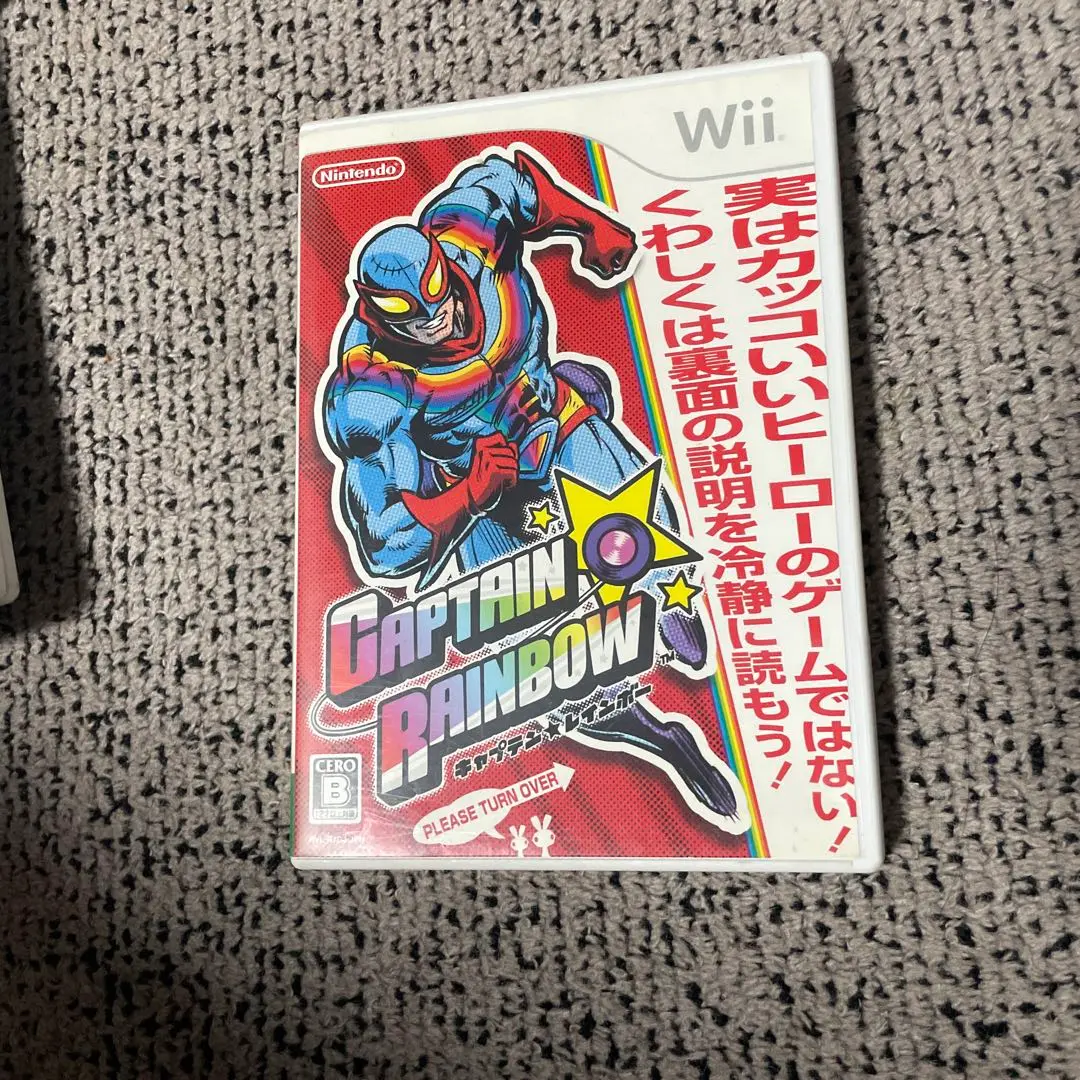 Wii
Nintendo
実はカッコいいヒーローのゲームではない!
くわしくは裏面の説明を冷静に読もう!
CAPTAIN
RAINBOW
TM
キャプテン★レインボー
CERO
B
PLEASE TURN OVER